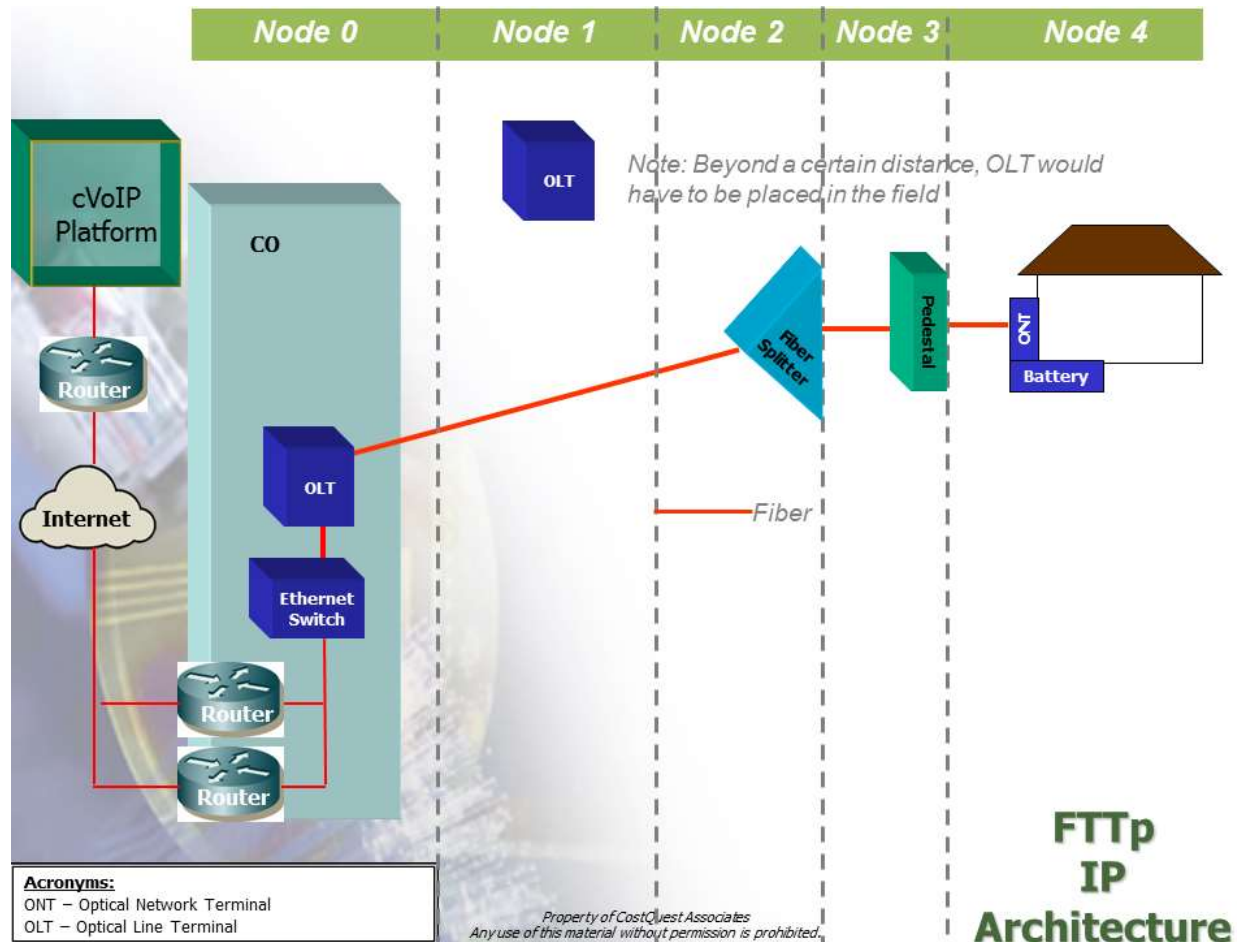 Node 0
Node 1
Node 2
Node 3
Node 4
cVoIP
Platform
CO
OLT
Note: Beyond a certain distance, OLT would
have to be placed in the field
Router
Internet
OLT
Ethernet
Switch
Router
Router
Fiber
Splitter
Pedestal
ONT
Battery
Fiber
FTTp
IP
Architecture
Acronyms:
ONT – Optical Network Terminal
OLT – Optical Line Terminal
Property of CostQuest Associates
Any use of this material without permission is prohibited.